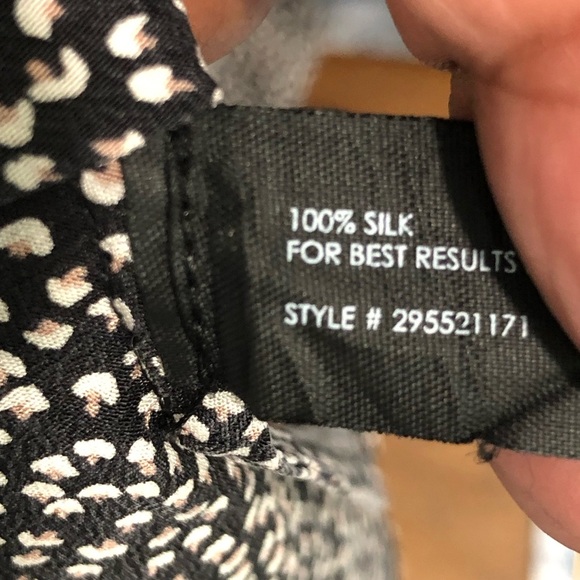 100% SILK
FOR BEST RESULTS
STYLE # 295521171